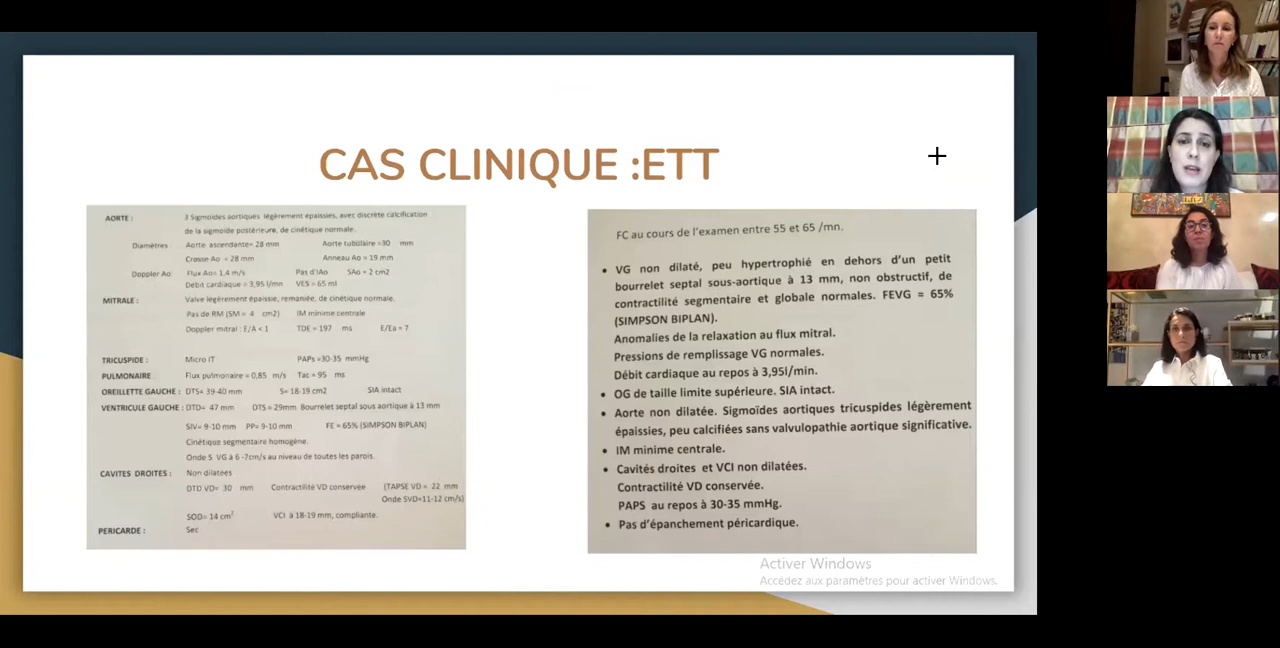 CAS CLINIQUE :ETT
AORTE : 3 Sigmoïdes aortiques légèrement épaissies, avec discrète calcification
de la sigmoïde postérieure, de cinétique normale.
Diamètres Aorte ascendante= 28 mm Aorte tubulaire =30 mm
Crosse Ao = 28 mm Anneau Ao = 19 mm
Doppler Ao: Flux Ao= 1,4 m/s Pas d'IAo SAo = 2 cm2
Débit cardiaque = 3,95 l/mn VES = 65 ml
MITRALE : Valve légèrement épaissie, remaniée, de cinétique normale.
Pas de RM (SM = 4 cm2) IM minime centrale
Doppler mitral : E/A < 1 TDE = 197 ms E/Ea = 7
TRICUSPIDE : Micro IT PAPs =30-35 mmHg
PULMONAIRE : Flux pulmonaire = 0,85 m/s Tac = 95 ms
OREILLETTE GAUCHE : DTS= 39-40 mm S= 18-19 cm2 SIA intact
VENTRICULE GAUCHE : DTD= 47 mm DTS = 29mm Bourrelet septal sous aortique à 13 mm
SIV= 9-10 mm PP= 9-10 mm FE = 65% (SIMPSON BIPLAN)
Cinétique segmentaire homogène.
Onde S VG à 6 -7cm/s au niveau de toutes les parois.
CAVITES DROITES : Non dilatées
DTD VD= 30 mm Contractilité VD conservée (TAPSE VD = 22 mm
Onde SVD=11-12 cm/s)
SOD= 14 cm² VCI à 18-19 mm, compliante.
PERICARDE : Sec
FC au cours de l'examen entre 55 et 65 /mn.
• VG non dilaté, peu hypertrophié en dehors d'un petit
bourrelet septal sous-aortique à 13 mm, non obstructif, de
contractilité segmentaire et globale normales. FEVG = 65%
(SIMPSON BIPLAN).
Anomalies de la relaxation au flux mitral.
Pressions de remplissage VG normales.
Débit cardiaque au repos à 3,95l/min.
• OG de taille limite supérieure. SIA intact.
• Aorte non dilatée. Sigmoïdes aortiques tricuspides légèrement
épaissies, peu calcifiées sans valvulopathie aortique significative.
• IM minime centrale.
• Cavités droites et VCI non dilatées.
Contractilité VD conservée.
PAPS au repos à 30-35 mmHg.
• Pas d'épanchement péricardique.
Activer Windows
Accédez aux paramètres pour activer Windows.